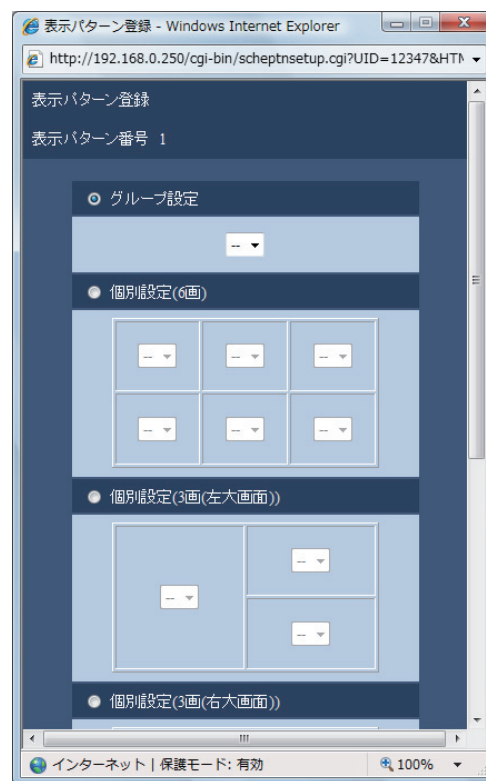 表示パターン登録 - Windows Internet Explorer
http://192.168.0.250/cgi-bin/scheptnsetup.cgi?UID=12347&HTM
表示パターン登録
表示パターン番号 1
グループ設定
--
個別設定(6画)
-- -- --
-- -- --
個別設定(3画(左大画面))
--
--
--
個別設定(3画(右大画面))
インターネット | 保護モード: 有効 100%